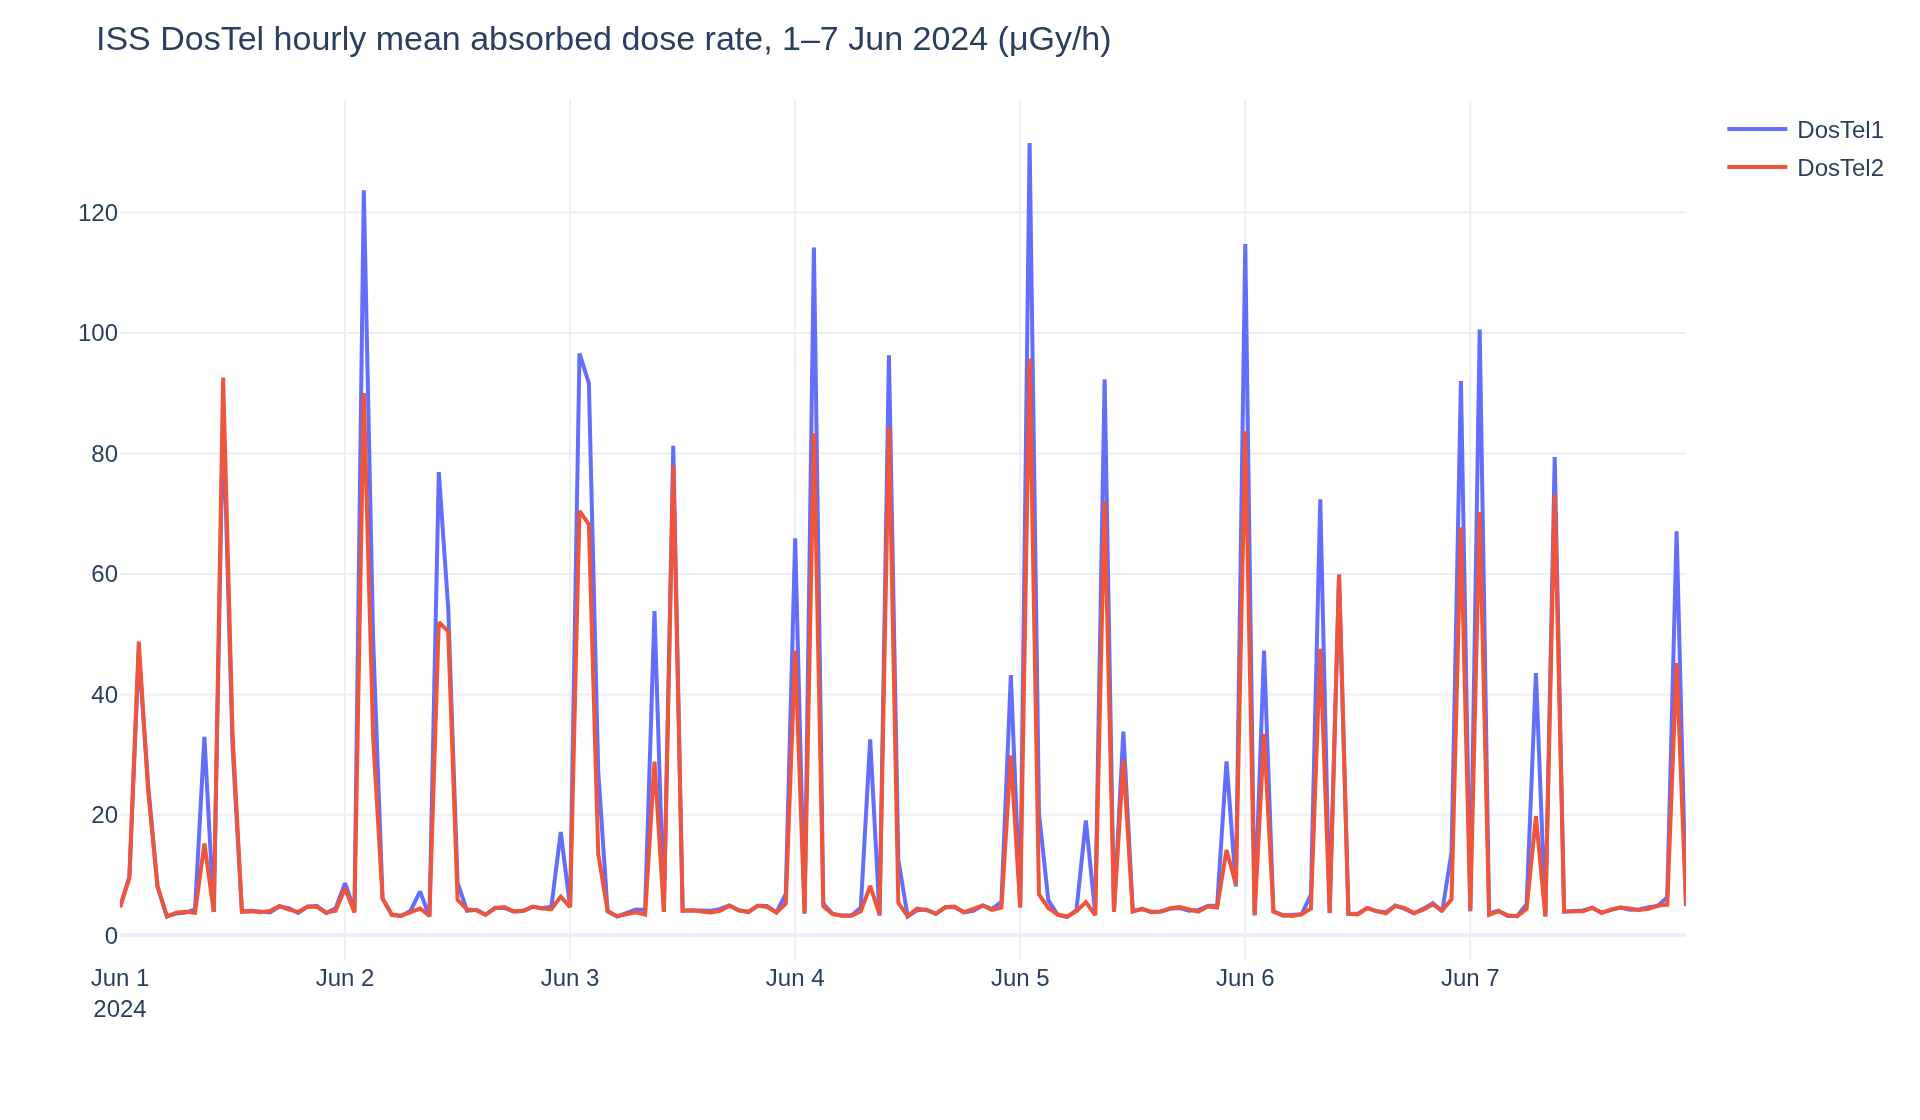 ISS DosTel hourly mean absorbed dose rate, 1–7 Jun 2024 (μGy/h)
DosTel1
DosTel2
120
100
80
60
40
20
0
Jun 1
2024
Jun 2
Jun 3
Jun 4
Jun 5
Jun 6
Jun 7